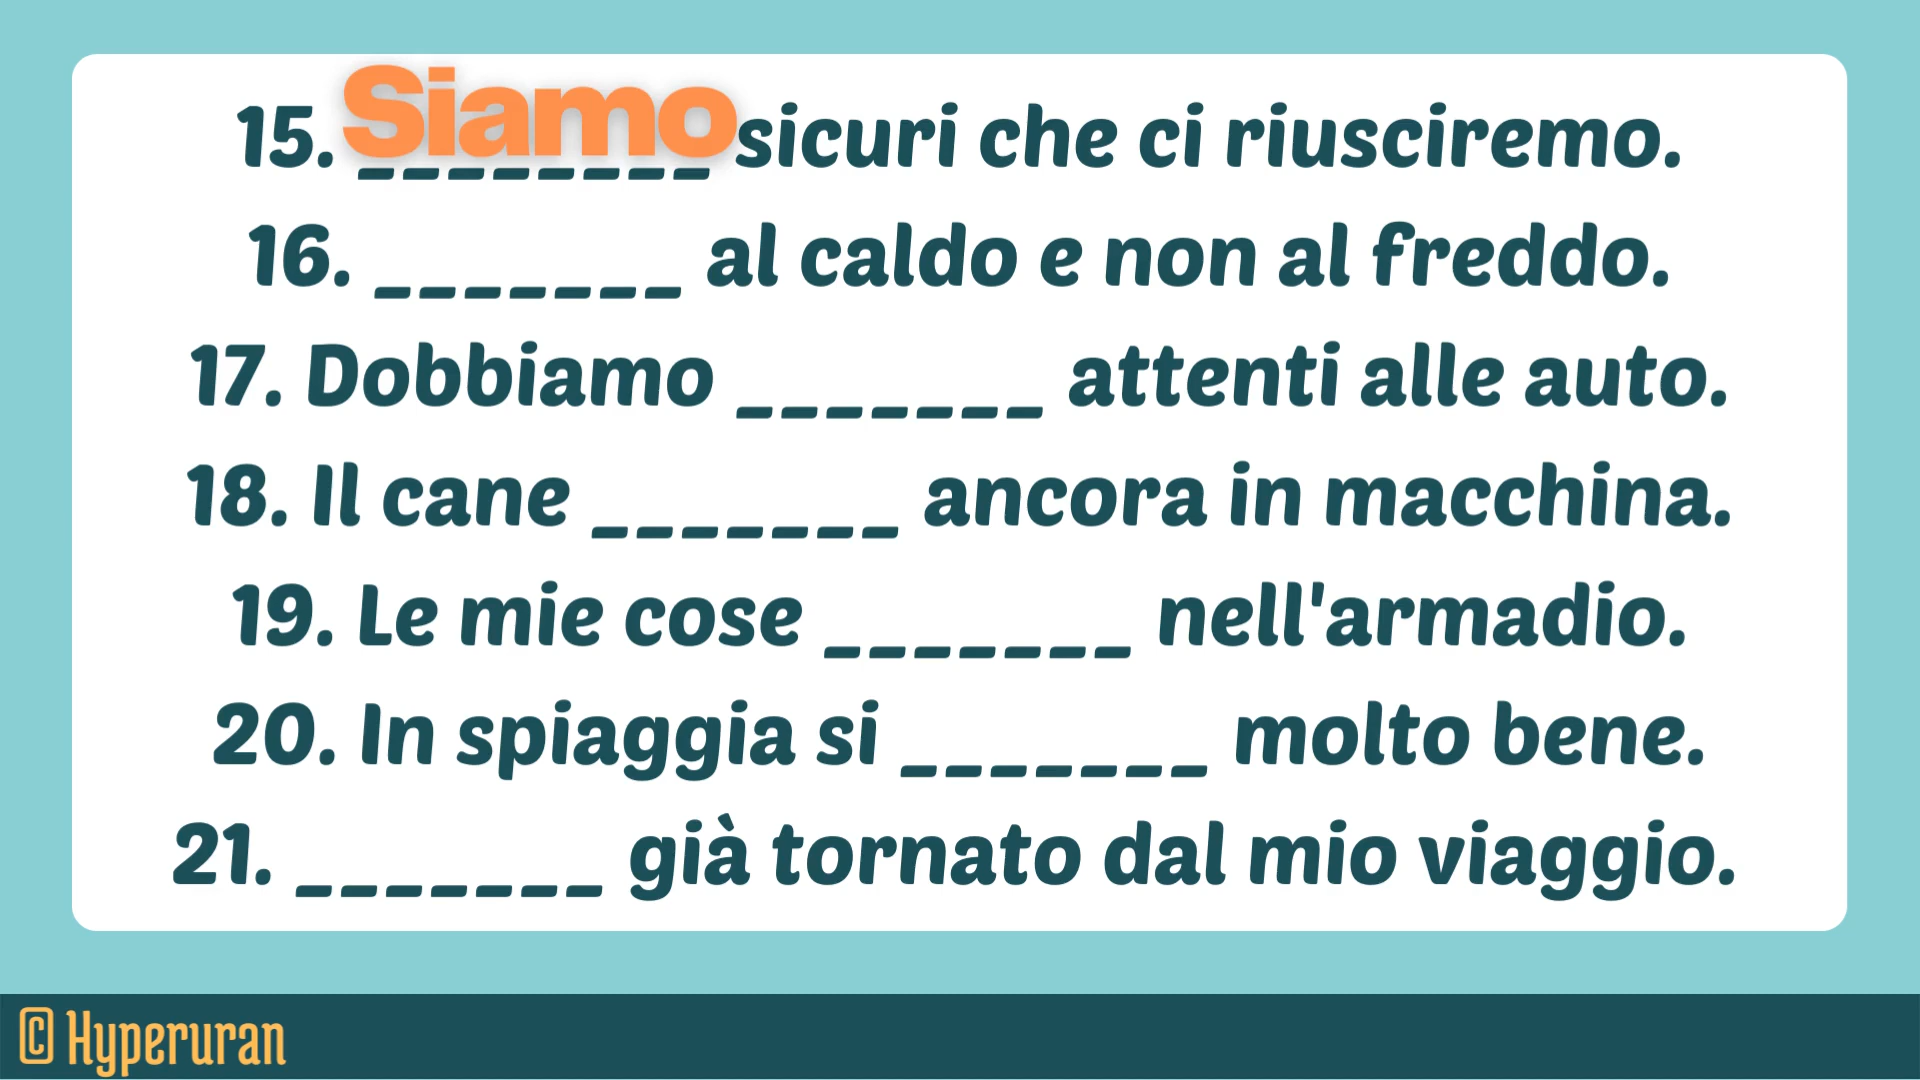 15. Siamo sicuri che ci riusciremo.
16. _______ al caldo e non al freddo.
17. Dobbiamo _______ attenti alle auto.
18. Il cane _______ ancora in macchina.
19. Le mie cose _______ nell'armadio.
20. In spiaggia si _______ molto bene.
21. _______ già tornato dal mio viaggio.
© Hyperuran